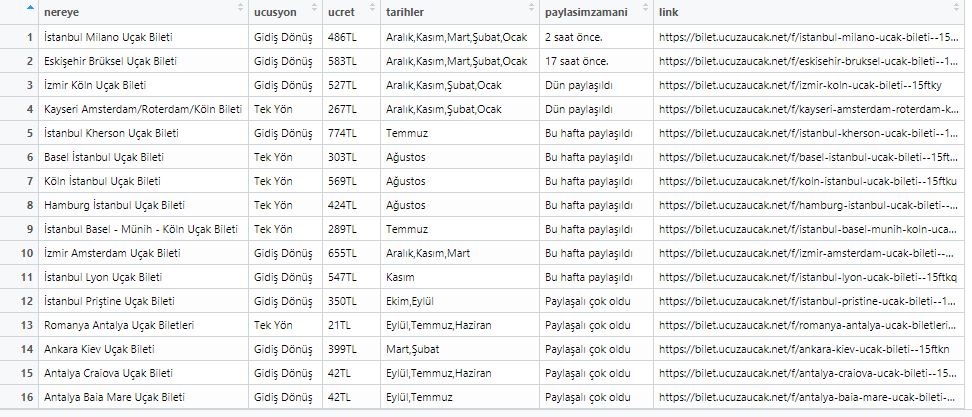 nereye ucusyon ucret tarihler paylasimzamani link
1 İstanbul Milano Uçak Bileti Gidiş Dönüş 486TL Aralık,Kasım,Mart,Şubat,Ocak 2 saat önce. https://bilet.ucuzaucak.net/f/istanbul-milano-ucak-bileti--15...
2 Eskişehir Brüksel Uçak Bileti Gidiş Dönüş 583TL Aralık,Kasım,Mart,Şubat,Ocak 17 saat önce. https://bilet.ucuzaucak.net/f/eskisehir-bruksel-ucak-bileti--1...
3 İzmir Köln Uçak Bileti Gidiş Dönüş 527TL Aralık,Kasım,Şubat,Ocak Dün paylaşıldı https://bilet.ucuzaucak.net/f/izmir-koln-ucak-bileti--15ftky
4 Kayseri Amsterdam/Roterdam/Köln Bileti Tek Yön 267TL Aralık,Kasım,Şubat,Ocak Dün paylaşıldı https://bilet.ucuzaucak.net/f/kayseri-amsterdam-roterdam-k...
5 İstanbul Kherson Uçak Bileti Gidiş Dönüş 774TL Temmuz Bu hafta paylaşıldı https://bilet.ucuzaucak.net/f/istanbul-kherson-ucak-bileti--1...
6 Basel İstanbul Uçak Bileti Tek Yön 303TL Ağustos Bu hafta paylaşıldı https://bilet.ucuzaucak.net/f/basel-istanbul-ucak-bileti--15ft...
7 Köln İstanbul Uçak Bileti Tek Yön 569TL Ağustos Bu hafta paylaşıldı https://bilet.ucuzaucak.net/f/koln-istanbul-ucak-bileti--15ftku
8 Hamburg İstanbul Uçak Bileti Tek Yön 424TL Ağustos Bu hafta paylaşıldı https://bilet.ucuzaucak.net/f/hamburg-istanbul-ucak-bileti--...
9 İstanbul Basel - Münih - Köln Uçak Bileti Tek Yön 289TL Temmuz Bu hafta paylaşıldı https://bilet.ucuzaucak.net/f/istanbul-basel-munih-koln-uca...
10 İzmir Amsterdam Uçak Bileti Gidiş Dönüş 655TL Aralık,Kasım,Mart Bu hafta paylaşıldı https://bilet.ucuzaucak.net/f/izmir-amsterdam-ucak-bileti--...
11 İstanbul Lyon Uçak Bileti Gidiş Dönüş 547TL Kasım Bu hafta paylaşıldı https://bilet.ucuzaucak.net/f/istanbul-lyon-ucak-bileti--15ftkq
12 İstanbul Priştine Uçak Bileti Gidiş Dönüş 350TL Ekim,Eylül Paylaşalı çok oldu https://bilet.ucuzaucak.net/f/istanbul-pristine-ucak-bileti--1...
13 Romanya Antalya Uçak Biletleri Tek Yön 21TL Eylül,Temmuz,Haziran Paylaşalı çok oldu https://bilet.ucuzaucak.net/f/romanya-antalya-ucak-biletleri...
14 Ankara Kiev Uçak Bileti Gidiş Dönüş 399TL Mart,Şubat Paylaşalı çok oldu https://bilet.ucuzaucak.net/f/ankara-kiev-ucak-bileti--15ftkn
15 Antalya Craiova Uçak Bileti Gidiş Dönüş 42TL Eylül,Temmuz,Haziran Paylaşalı çok oldu https://bilet.ucuzaucak.net/f/antalya-craiova-ucak-bileti--15...
16 Antalya Baia Mare Uçak Bileti Gidiş Dönüş 42TL Eylül,Temmuz Paylaşalı çok oldu https://bilet.ucuzaucak.net/f/antalya-baia-mare-ucak-bileti-...